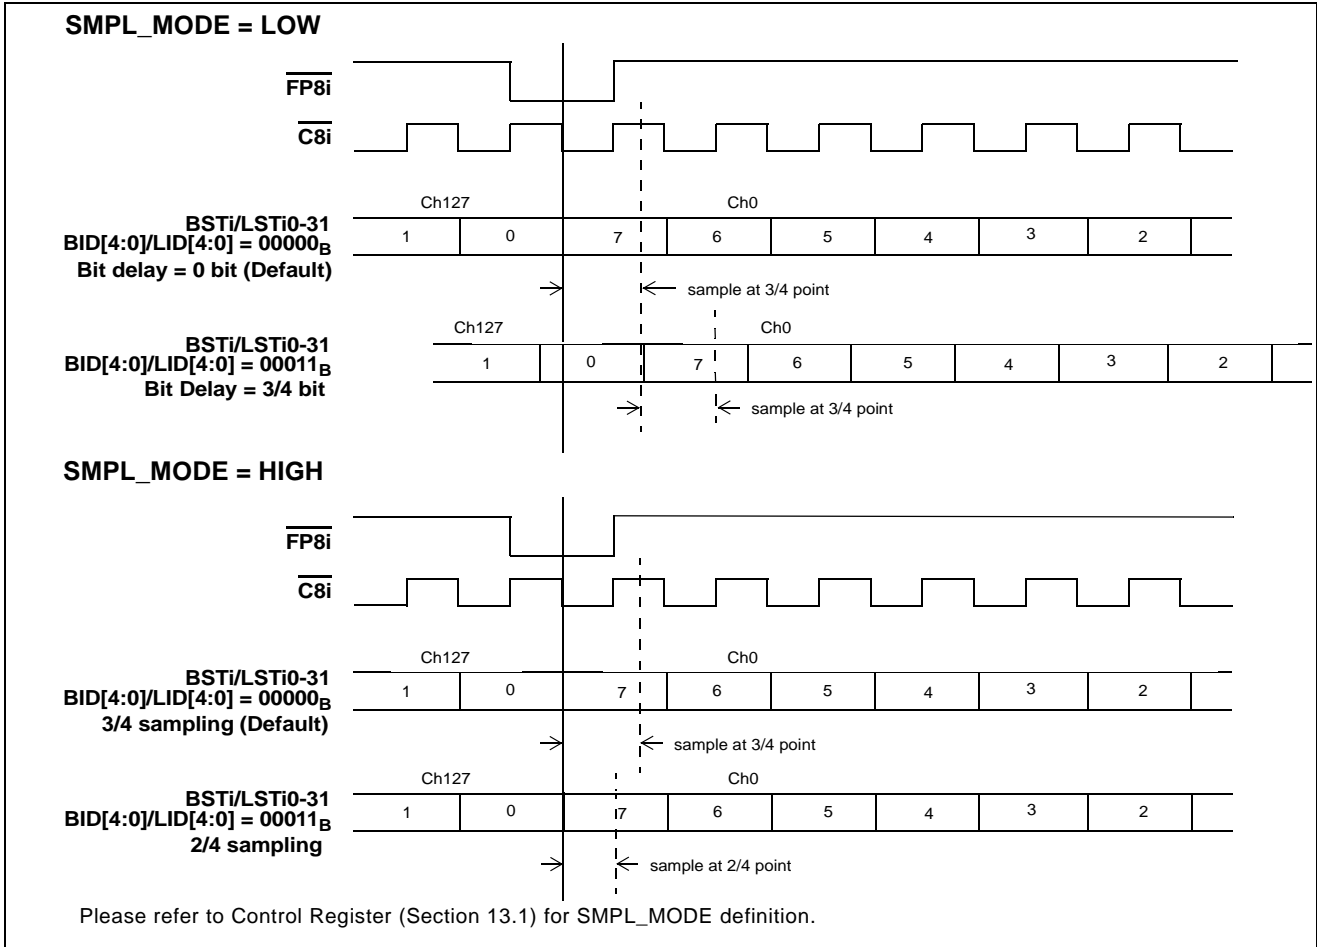 SMPL_MODE = LOW
FP8i
C8i
Ch127 Ch0
BSTi/LSTi0-31
BID[4:0]/LID[4:0] = 00000B
Bit delay = 0 bit (Default)
1 0 7 6 5 4 3 2
sample at 3/4 point
Ch127 Ch0
BSTi/LSTi0-31
BID[4:0]/LID[4:0] = 00011B
Bit Delay = 3/4 bit
1 0 7 6 5 4 3 2
sample at 3/4 point
SMPL_MODE = HIGH
FP8i
C8i
Ch127 Ch0
BSTi/LSTi0-31
BID[4:0]/LID[4:0] = 00000B
3/4 sampling (Default)
1 0 7 6 5 4 3 2
sample at 3/4 point
Ch127 Ch0
BSTi/LSTi0-31
BID[4:0]/LID[4:0] = 00011B
2/4 sampling
1 0 7 6 5 4 3 2
sample at 2/4 point
Please refer to Control Register (Section 13.1) for SMPL_MODE definition.